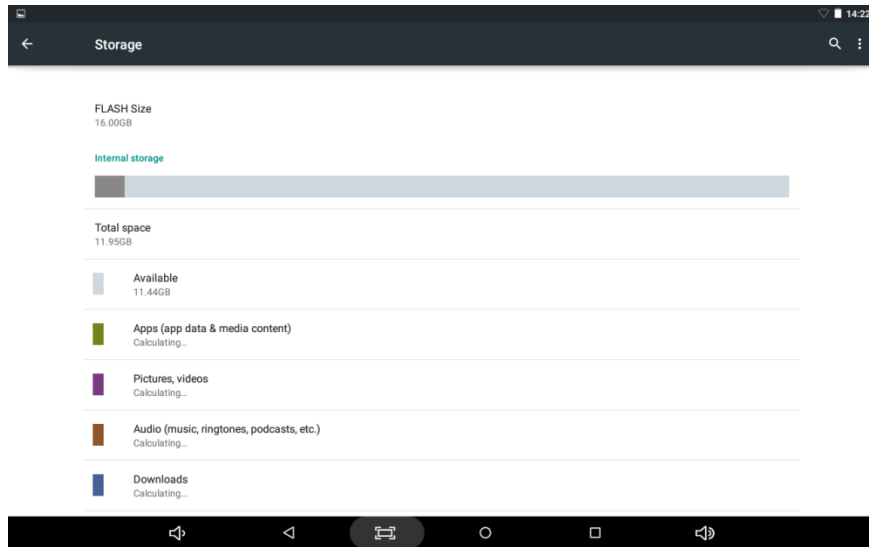 14:22
Storage
FLASH Size
16.00GB
Internal storage
Total space
11.95GB
Available
11.44GB
Apps (app data & media content)
Calculating...
Pictures, videos
Calculating...
Audio (music, ringtones, podcasts, etc.)
Calculating...
Downloads
Calculating...